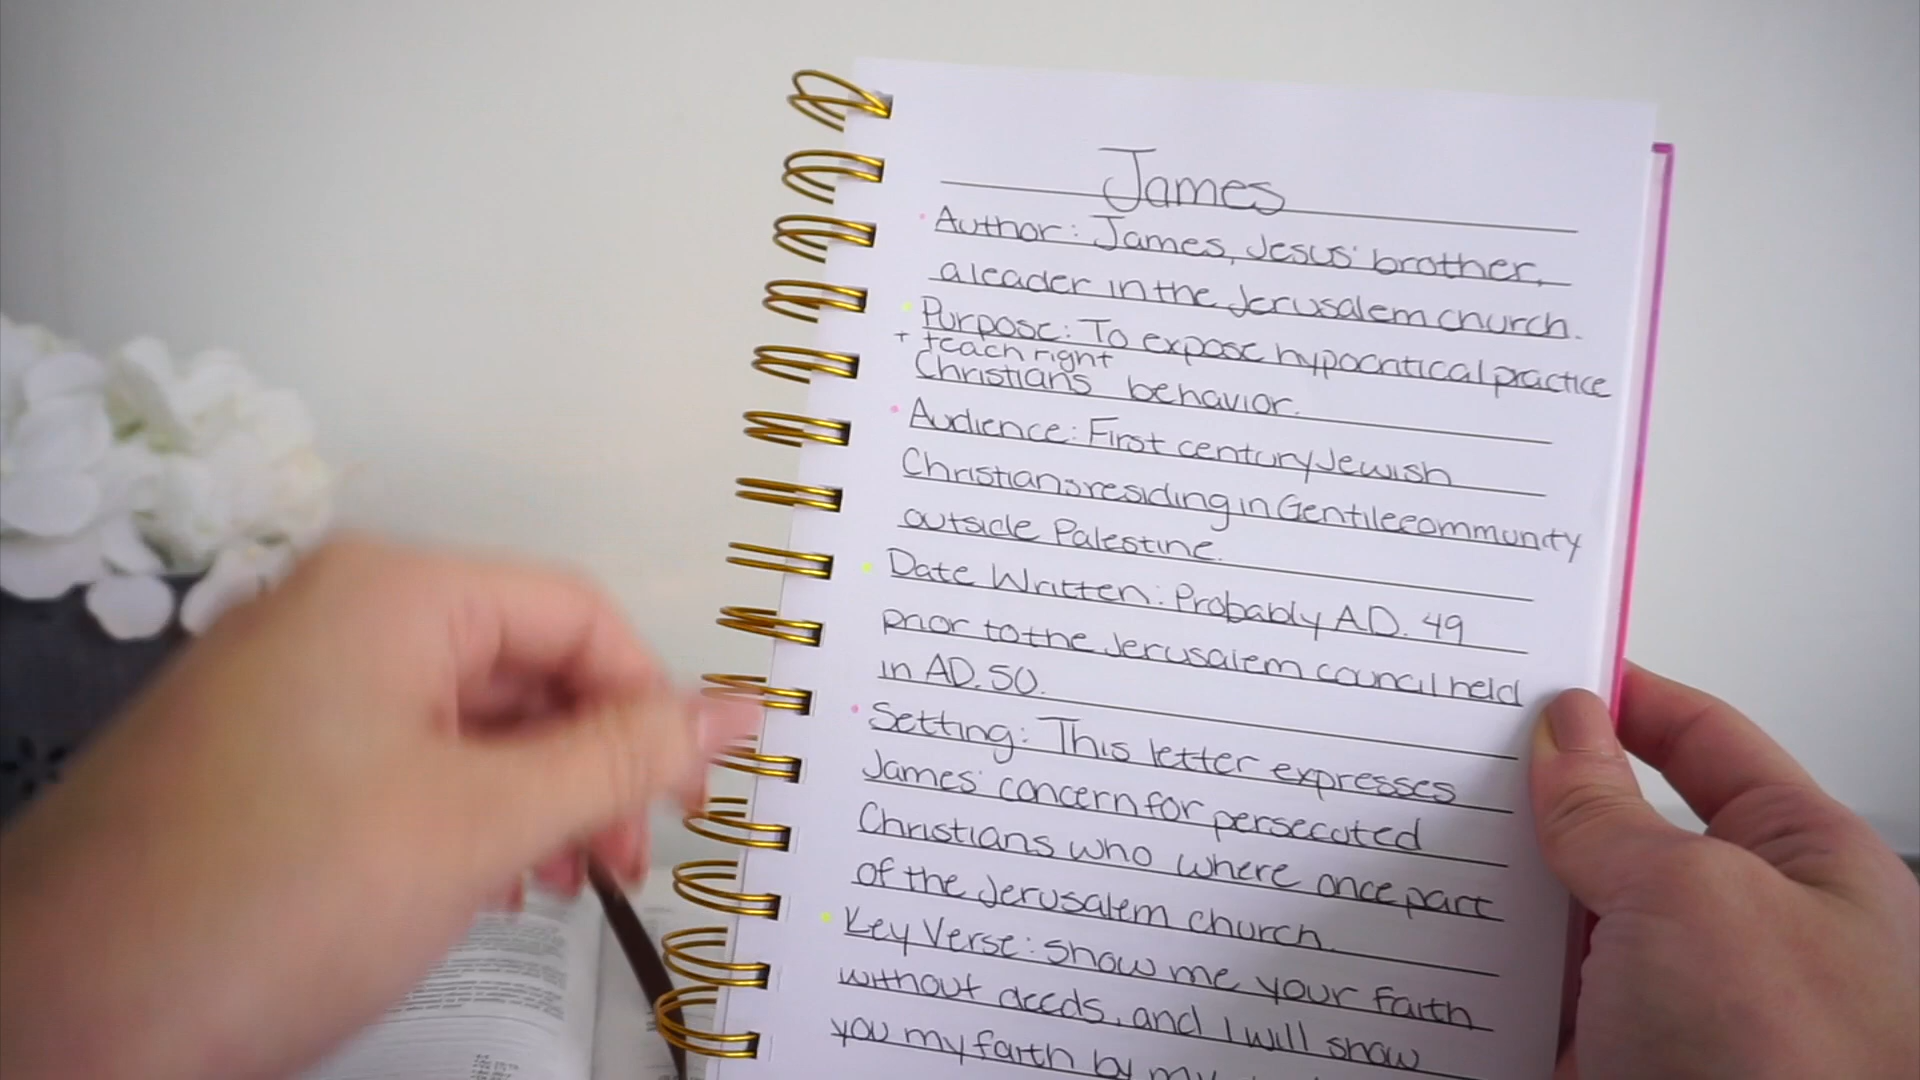 James
Author: James, Jesus' brother,
a leader in the Jerusalem church.
Purpose: To expose hypocritical practice
+ teach right
Christians behavior.
Audience: First century Jewish
Christians residing in Gentile community
outside Palestine.
Date Written: Probably A.D. 49
prior to the Jerusalem council held
in A.D. 50.
Setting: This letter expresses
James' concern for persecuted
Christians who where once part
of the Jerusalem church.
Key Verse: Show me your faith
without deeds, and I will show
you my faith by my